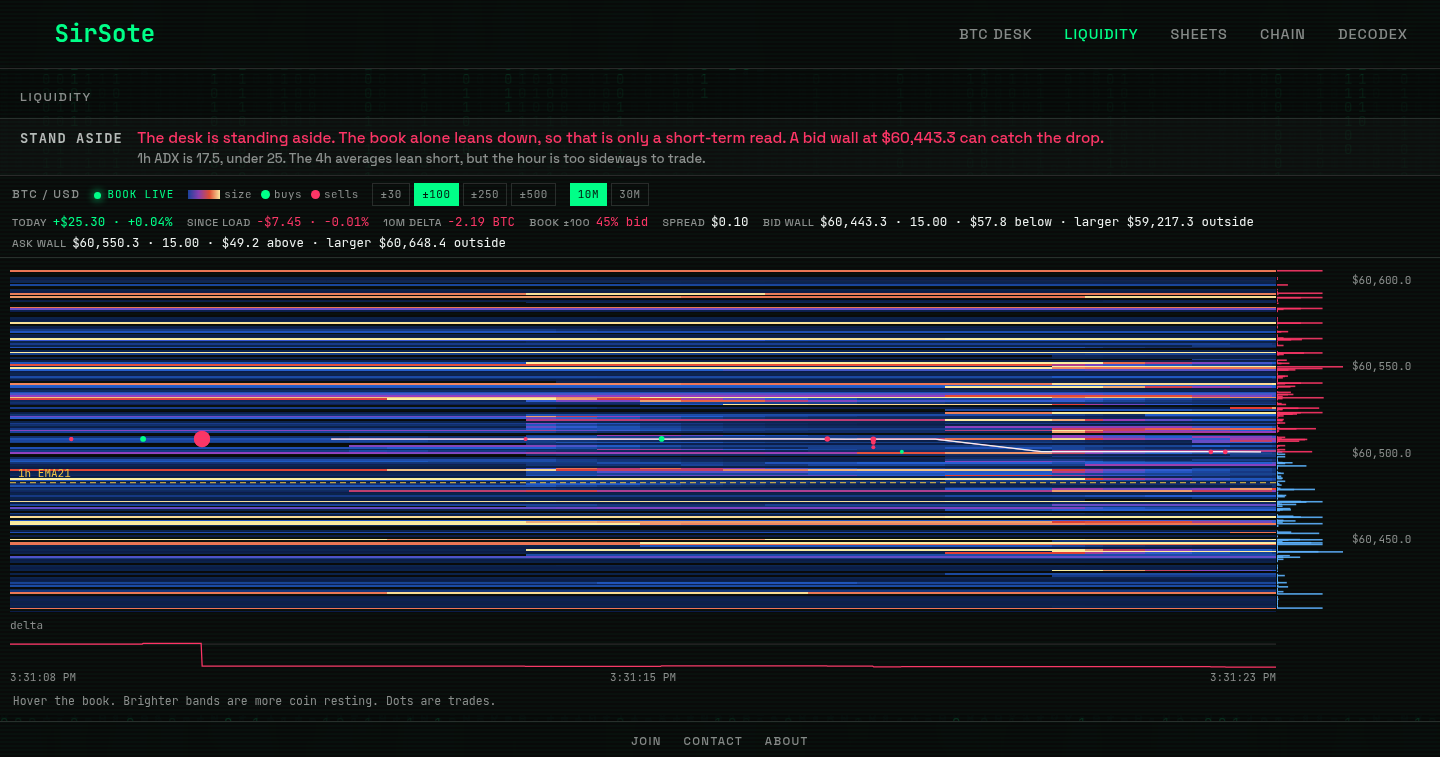 SirSote
BTC DESK LIQUIDITY SHEETS CHAIN DECODEX
LIQUIDITY
STAND ASIDE The desk is standing aside. The book alone leans down, so that is only a short-term read. A bid wall at $60,443.3 can catch the drop.
1h ADX is 17.5, under 25. The 4h averages lean short, but the hour is too sideways to trade.
BTC / USD BOOK LIVE size buys sells ±30 ±100 ±250 ±500 10M 30M
TODAY +$25.30 · +0.04% SINCE LOAD -$7.45 · -0.01% 10M DELTA -2.19 BTC BOOK ±100 45% bid SPREAD $0.10 BID WALL $60,443.3 · 15.00 · $57.8 below · larger $59,217.3 outside
ASK WALL $60,550.3 · 15.00 · $49.2 above · larger $60,648.4 outside
$60,600.0
$60,550.0
$60,500.0
1h EMA21
$60,450.0
delta
3:31:08 PM 3:31:15 PM 3:31:23 PM
Hover the book. Brighter bands are more coin resting. Dots are trades.
JOIN CONTACT ABOUT